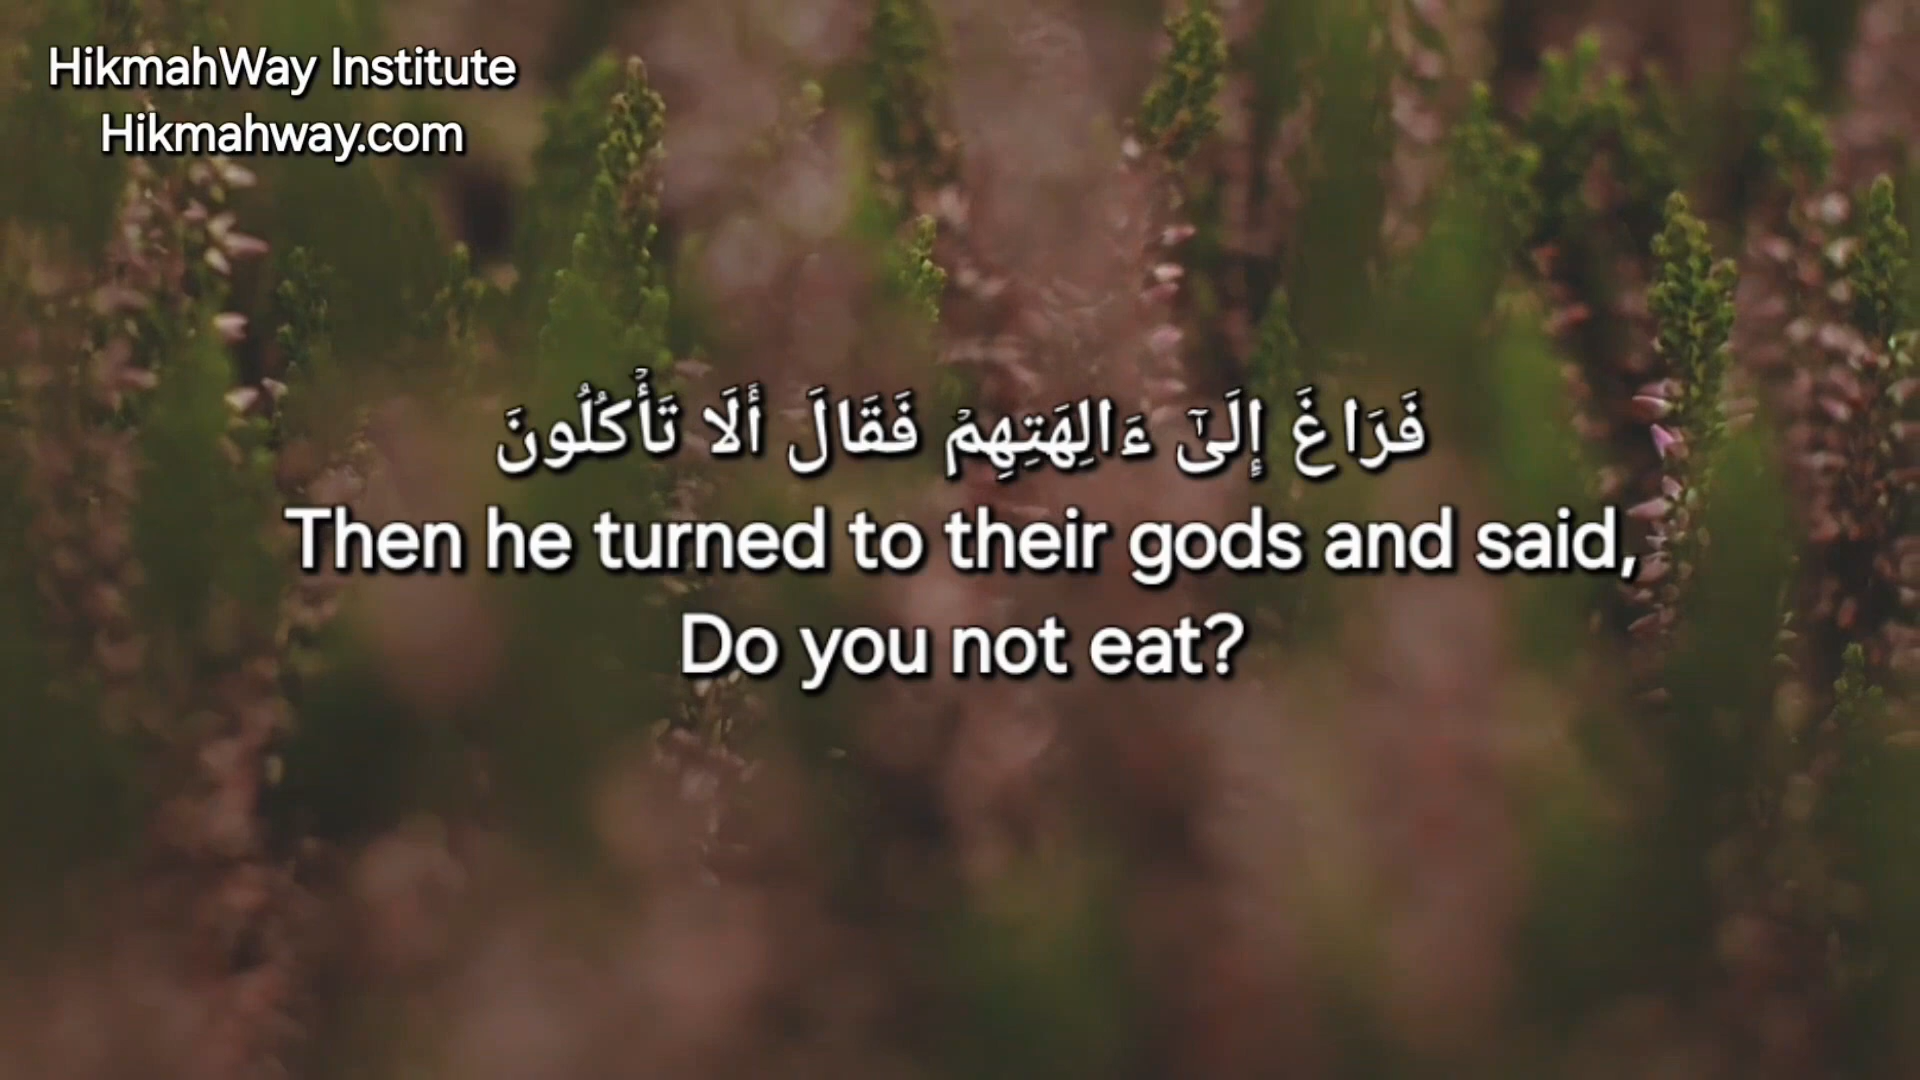 HikmahWay Institute
Hikmahway.com
فَرَاغَ إِلَىٰٓ ءَالِهَتِهِمْ فَقَالَ أَلَا تَأْكُلُونَ
Then he turned to their gods and said,
Do you not eat?